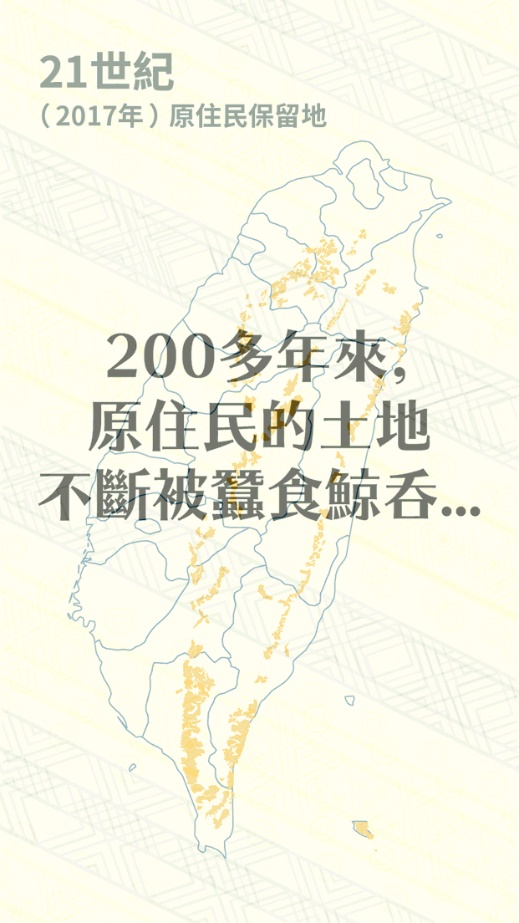 21世紀
（2017年）原住民保留地
200多年來,
原住民的土地
不斷被蠶食鯨吞...